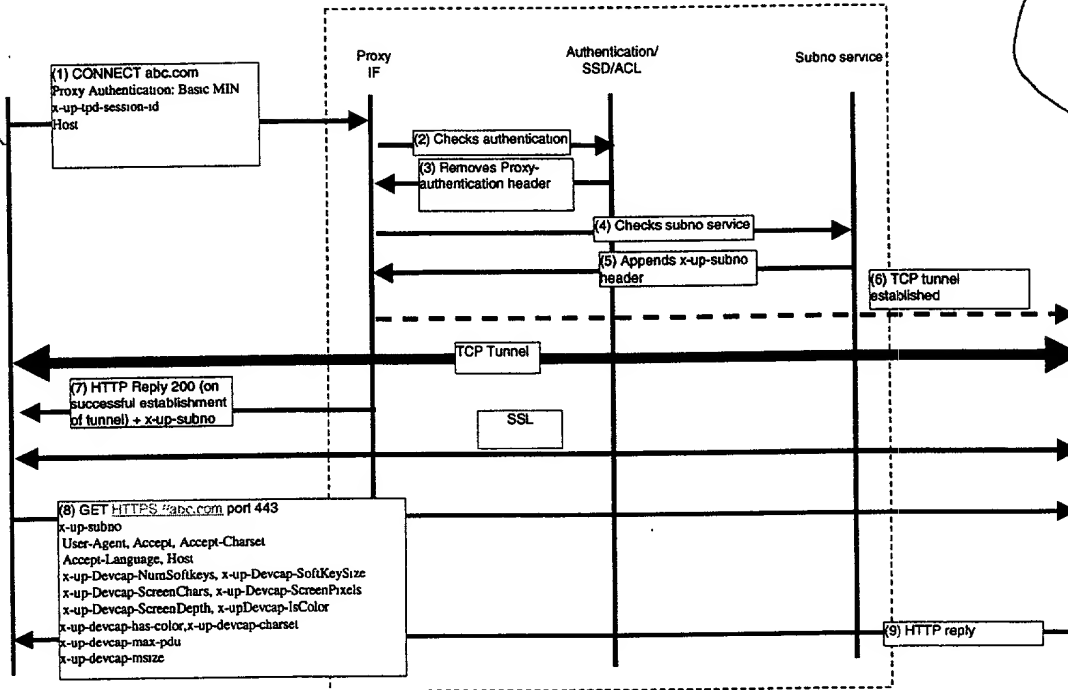 Proxy
IF
Authentication/
SSD/ACL
Subno service
(1) CONNECT abc.com
Proxy Authentication: Basic MIN
x-up-tpd-session-id
Host
(2) Checks authentication
(3) Removes Proxy-
authentication header
(4) Checks subno service
(5) Appends x-up-subno
header
(6) TCP tunnel
established
TCP Tunnel
(7) HTTP Reply 200 (on
successful establishment
of tunnel) + x-up-subno
SSL
(8) GET HTTPS://abc.com port 443
x-up-subno
User-Agent, Accept, Accept-Charset
Accept-Language, Host
x-up-Devcap-NumSoftkeys, x-up-Devcap-SoftKeySize
x-up-Devcap-ScreenChars, x-up-Devcap-ScreenPixels
x-up-Devcap-ScreenDepth, x-upDevcap-IsColor
x-up-devcap-has-color,x-up-devcap-charset
x-up-devcap-max-pdu
x-up-devcap-msize
(9) HTTP reply